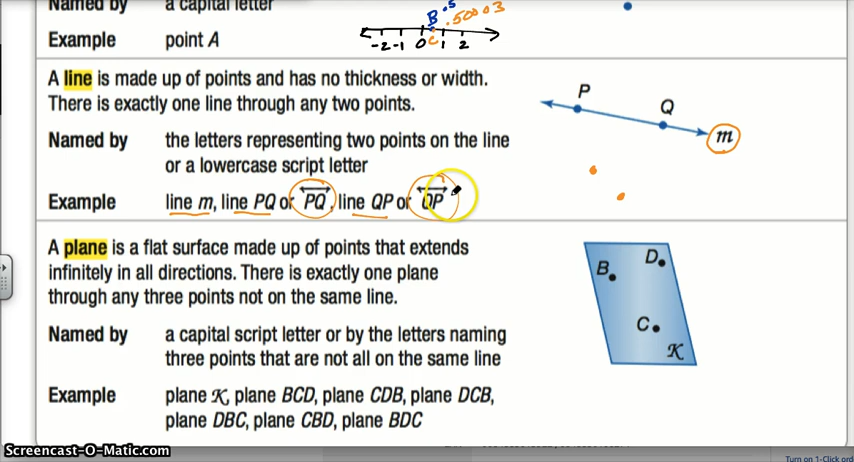 Named by a capital letter
B .5 .50003
Example point A
-2 -1 0 C 1 2
A line is made up of points and has no thickness or width.
There is exactly one line through any two points.
P
Q
m
Named by the letters representing two points on the line
or a lowercase script letter
Example line m, line PQ or PQ, line QP or QP
A plane is a flat surface made up of points that extends
infinitely in all directions. There is exactly one plane
through any three points not on the same line.
B D
C
K
Named by a capital script letter or by the letters naming
three points that are not all on the same line
Example plane K, plane BCD, plane CDB, plane DCB,
plane DBC, plane CBD, plane BDC
Screencast-O-Matic.com
Turn on 1-Click ord